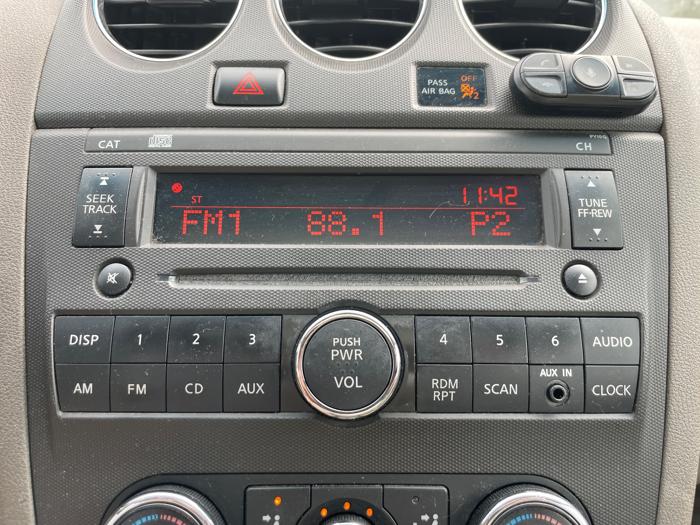 PASS
AIR BAG
OFF
2
CAT
CH
SEEK
TRACK
ST
11:42
FM1 88.1 P2
TUNE
FF·REW
DISP 1 2 3
PUSH
PWR
VOL
4 5 6 AUDIO
AM FM CD AUX
RDM
RPT
SCAN
AUX IN
CLOCK